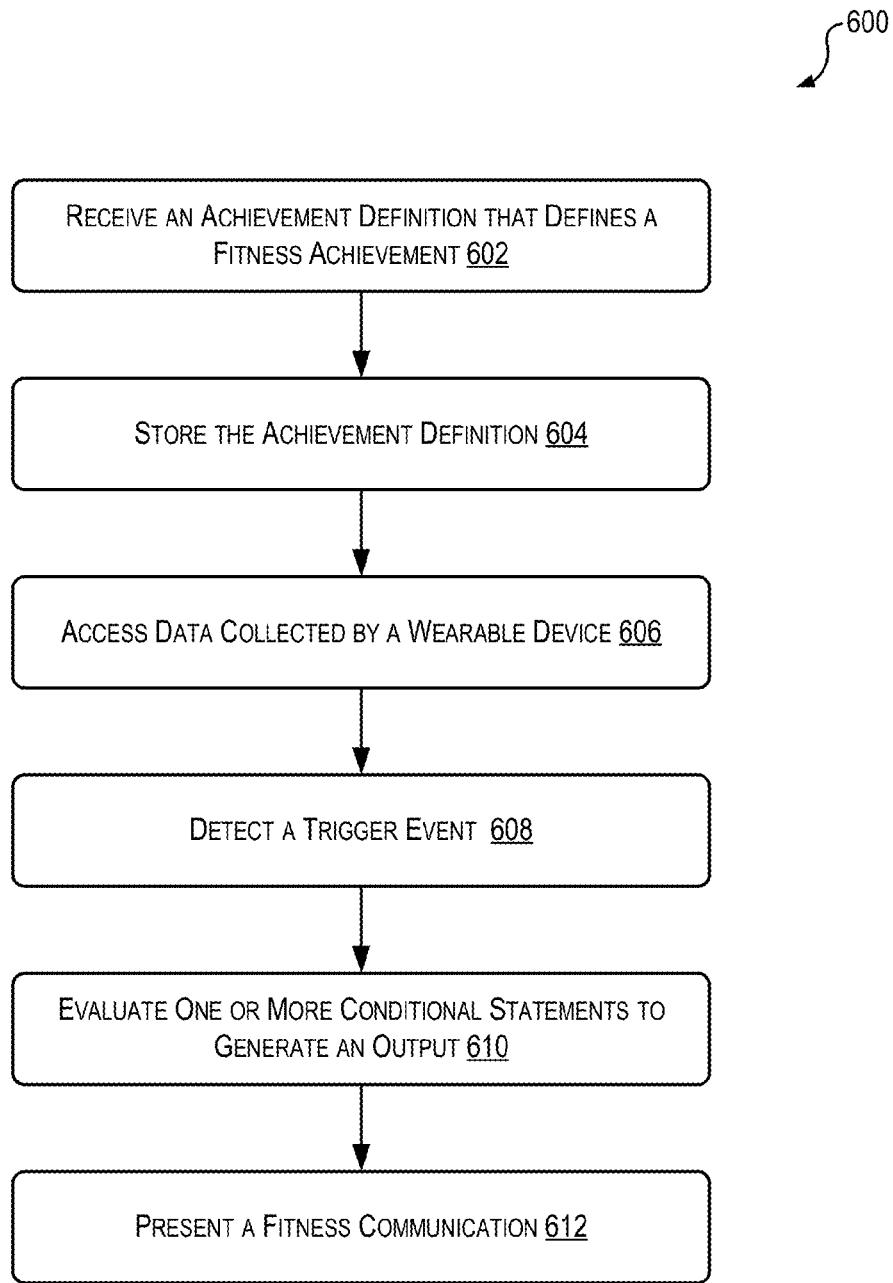 600
RECEIVE AN ACHIEVEMENT DEFINITION THAT DEFINES A
FITNESS ACHIEVEMENT 602
STORE THE ACHIEVEMENT DEFINITION 604
ACCESS DATA COLLECTED BY A WEARABLE DEVICE 606
DETECT A TRIGGER EVENT 608
EVALUATE ONE OR MORE CONDITIONAL STATEMENTS TO
GENERATE AN OUTPUT 610
PRESENT A FITNESS COMMUNICATION 612